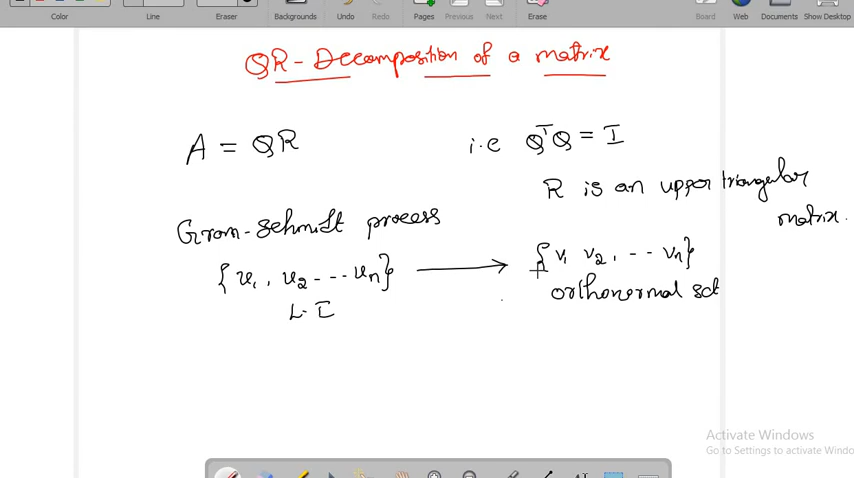 Color Line Eraser Backgrounds Undo Redo Pages Previous Next Erase Board Web Documents Show Desktop
QR-Decomposition of a matrix
A = QR i.e QᵀQ = I
R is an upper triangular
matrix.
Gram-Schmidt process
{u₁, u₂ --- uₙ} → {v₁ v₂, -- vₙ}
L.I orthonormal set
Activate Windows
Go to Settings to activate Windo